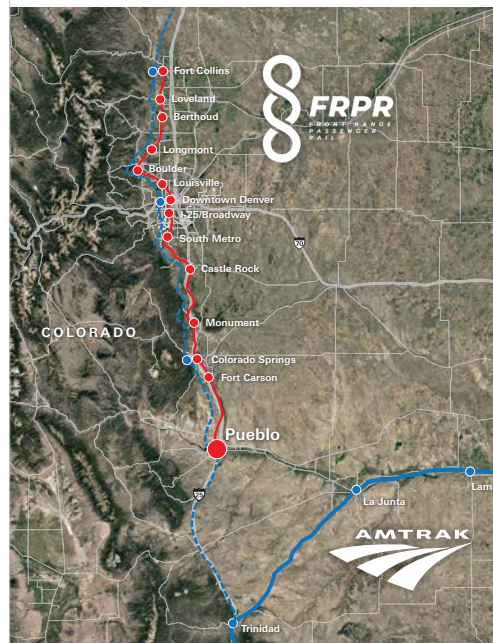 Fort Collins
Loveland
Berthoud
FRPR
FRONT RANGE
PASSENGER
RAIL
Longmont
Boulder
Louisville
Downtown Denver
I-25/Broadway
South Metro
70
Castle Rock
COLORADO
Monument
Colorado Springs
Fort Carson
Pueblo
Lam
25
La Junta
AMTRAK
Trinidad